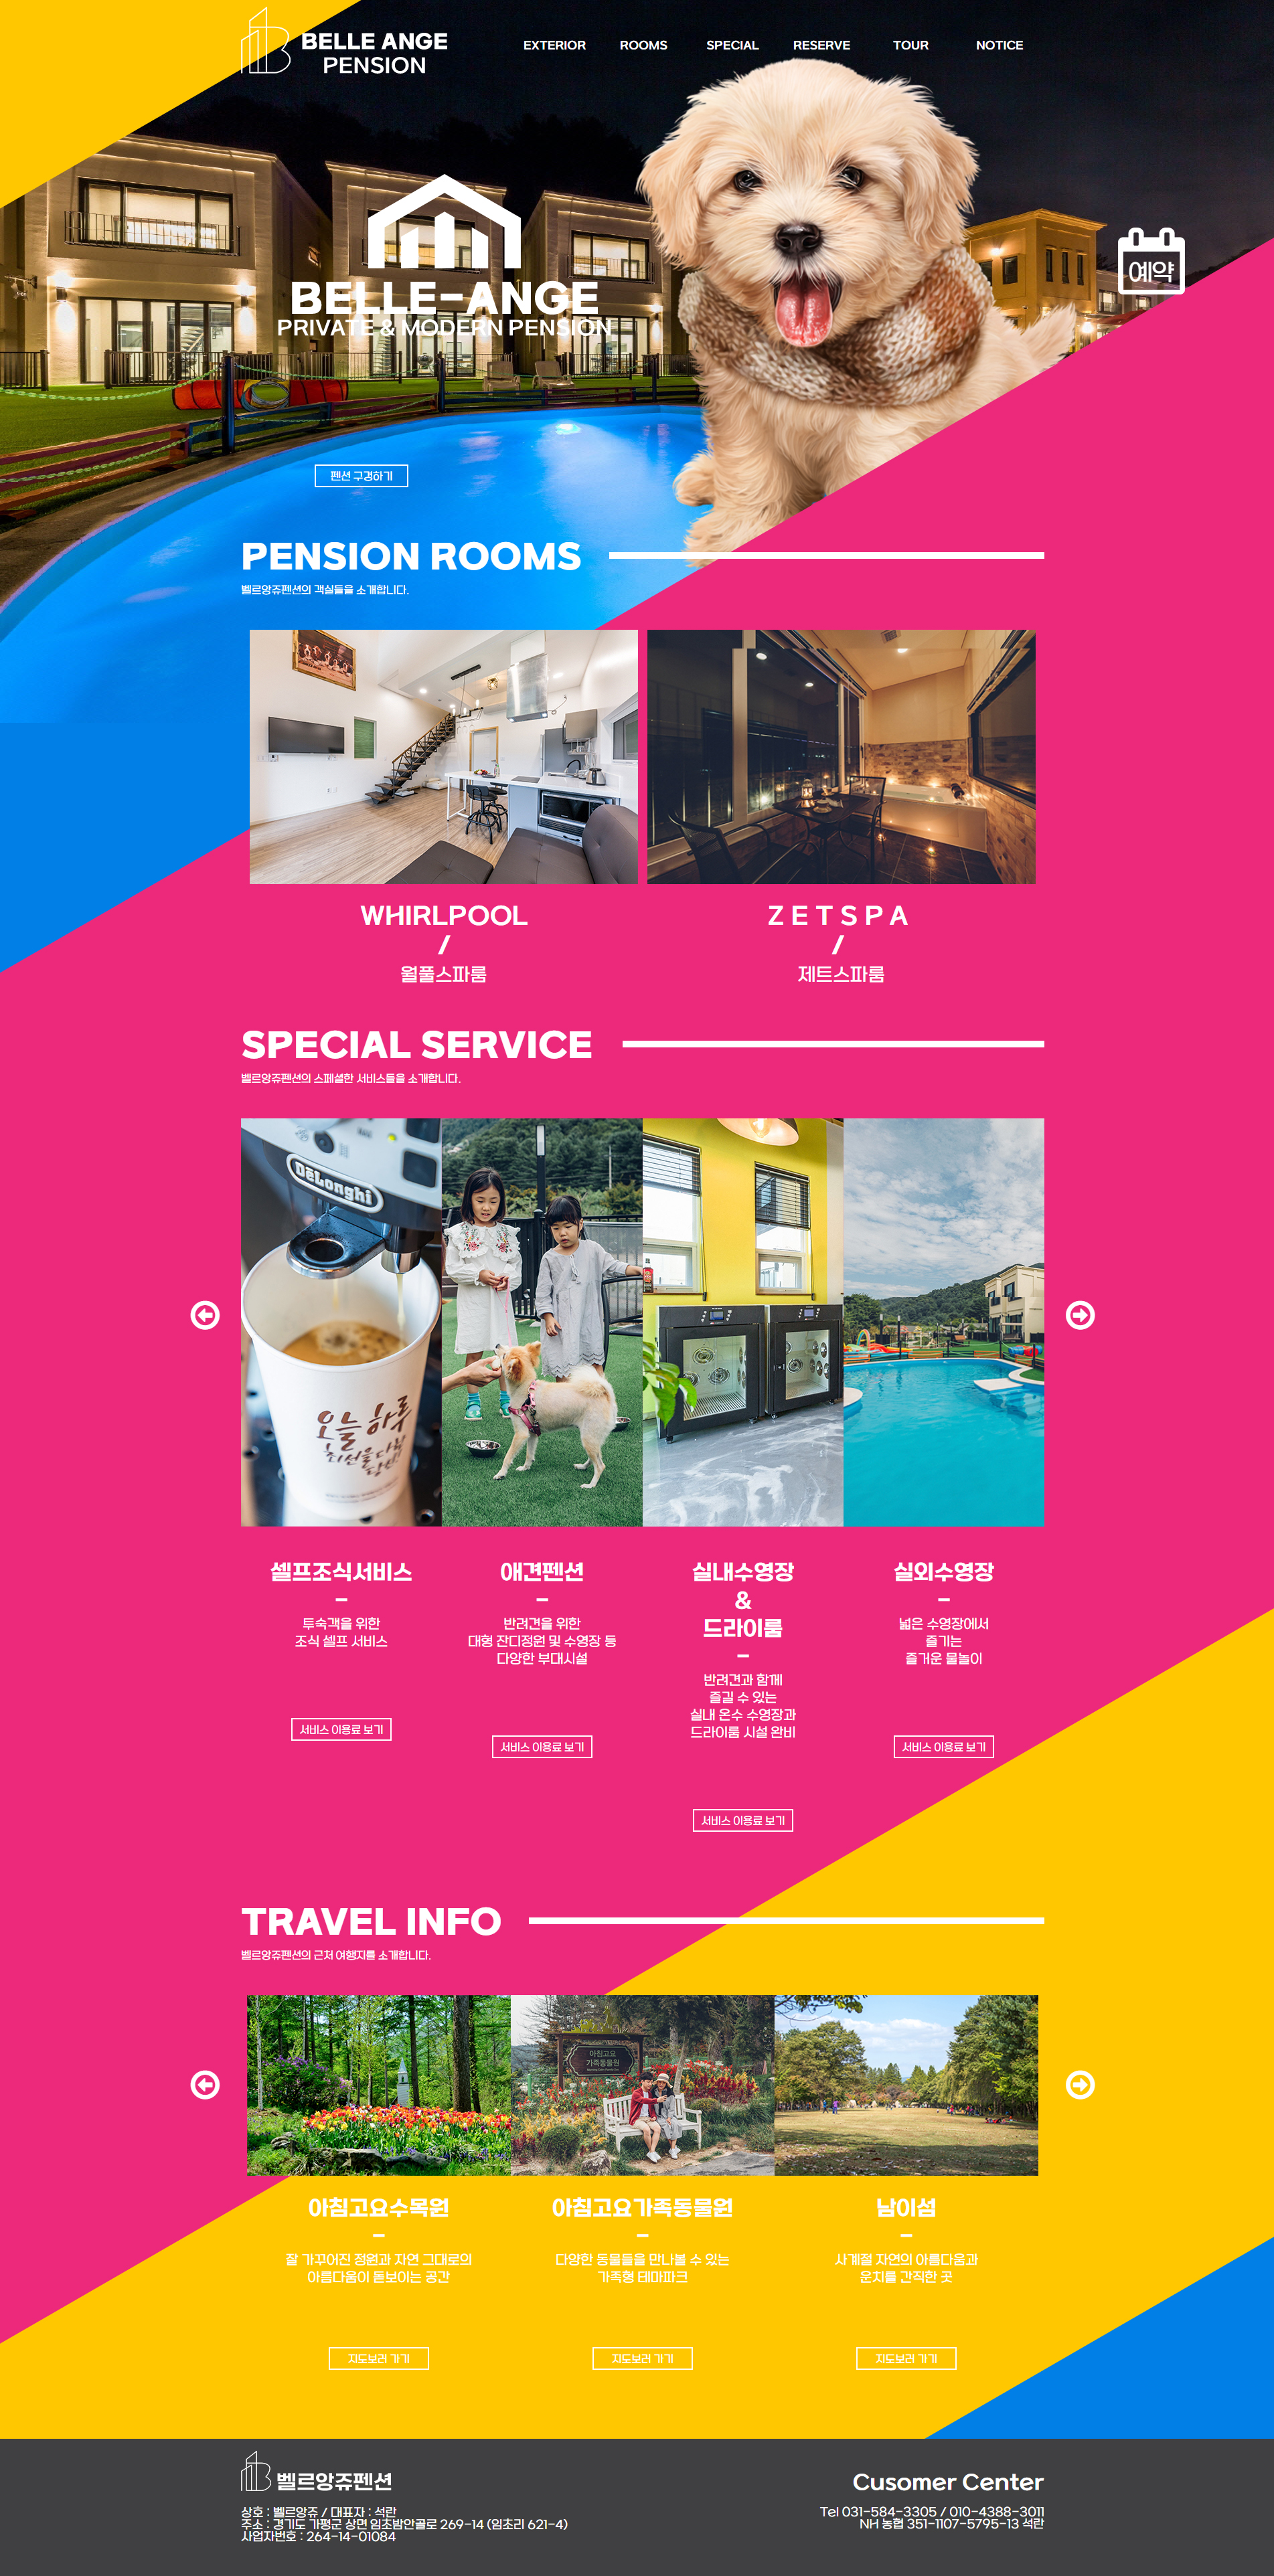 BELLE ANGE
PENSION
EXTERIOR ROOMS SPECIAL RESERVE TOUR NOTICE
예약
BELLE-ANGE
PRIVATE & MODERN PENSION
펜션 구경하기
PENSION ROOMS
벨르앙쥬펜션의 객실들을 소개합니다.
WHIRLPOOL
/
월풀스파룸
ZETSPA
/
제트스파룸
SPECIAL SERVICE
벨르앙쥬펜션의 스페셜한 서비스들을 소개합니다.
DeLonghi
오늘 하루
최선을 다한
셀프조식서비스
-
투숙객을 위한
조식 셀프 서비스
서비스 이용료 보기
애견펜션
-
반려견을 위한
대형 잔디정원 및 수영장 등
다양한 부대시설
서비스 이용료 보기
실내수영장
&
드라이룸
-
반려견과 함께
즐길 수 있는
실내 온수 수영장과
드라이룸 시설 완비
서비스 이용료 보기
실외수영장
-
넓은 수영장에서
즐기는
즐거운 물놀이
서비스 이용료 보기
TRAVEL INFO
벨르앙쥬펜션의 근처 여행지를 소개합니다.
아침고요
가족동물원
아침고요수목원
-
잘 가꾸어진 정원과 자연 그대로의
아름다움이 돋보이는 공간
지도보러 가기
아침고요가족동물원
-
다양한 동물들을 만나볼 수 있는
가족형 테마파크
지도보러 가기
남이섬
-
사계절 자연의 아름다움과
운치를 간직한 곳
지도보러 가기
벨르앙쥬펜션
상호 : 벨르앙쥬 / 대표자 : 석란
주소 : 경기도 가평군 상면 임초밤안골로 269-14 (임초리 621-4)
사업자번호 : 264-14-01084
Cusomer Center
Tel 031-584-3305 / 010-4388-3011
NH 농협 351-1107-5795-13 석란